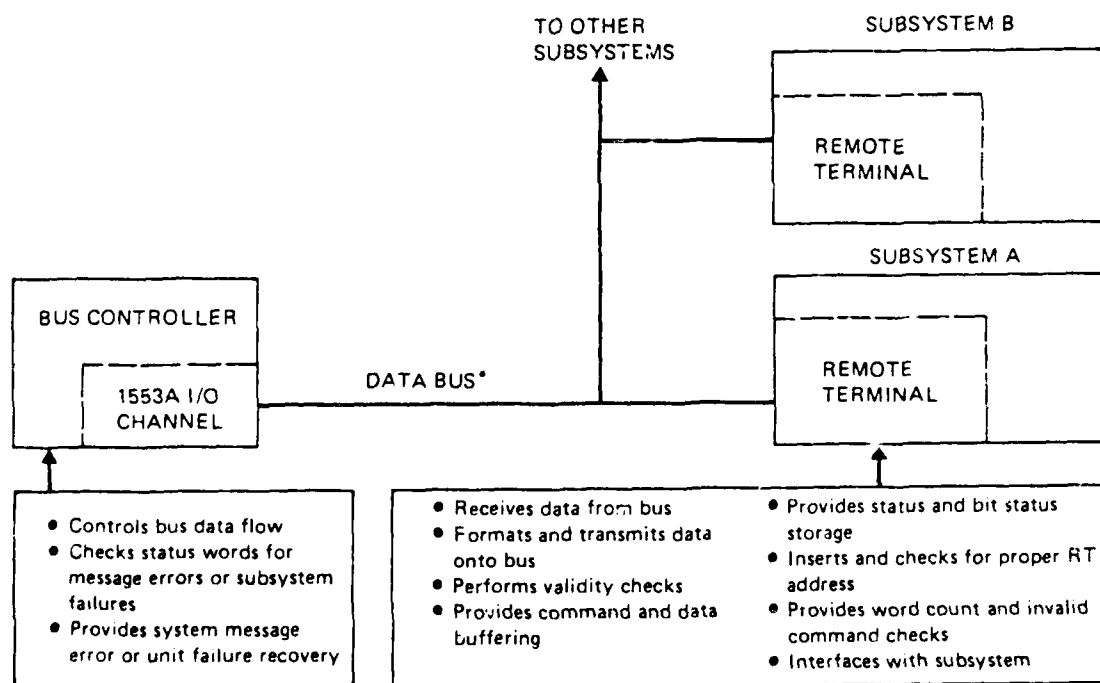 TO OTHER
SUBSYSTEMS
SUBSYSTEM B
REMOTE
TERMINAL
SUBSYSTEM A
BUS CONTROLLER
1553A I/O
CHANNEL
DATA BUS*
REMOTE
TERMINAL
• Controls bus data flow
• Checks status words for
message errors or subsystem
failures
• Provides system message
error or unit failure recovery
• Receives data from bus
• Formats and transmits data
onto bus
• Performs validity checks
• Provides command and data
buffering
• Provides status and bit status
storage
• Inserts and checks for proper RT
address
• Provides word count and invalid
command checks
• Interfaces with subsystem